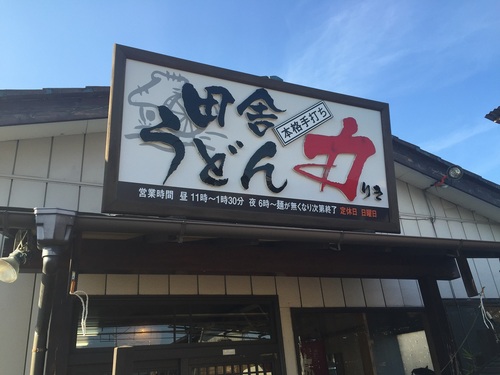 田舎
うどん
本格手打ち
力
りき
営業時間 昼 11時～1時30分 夜 6時～麺が無くなり次第終了 定休日 日曜日